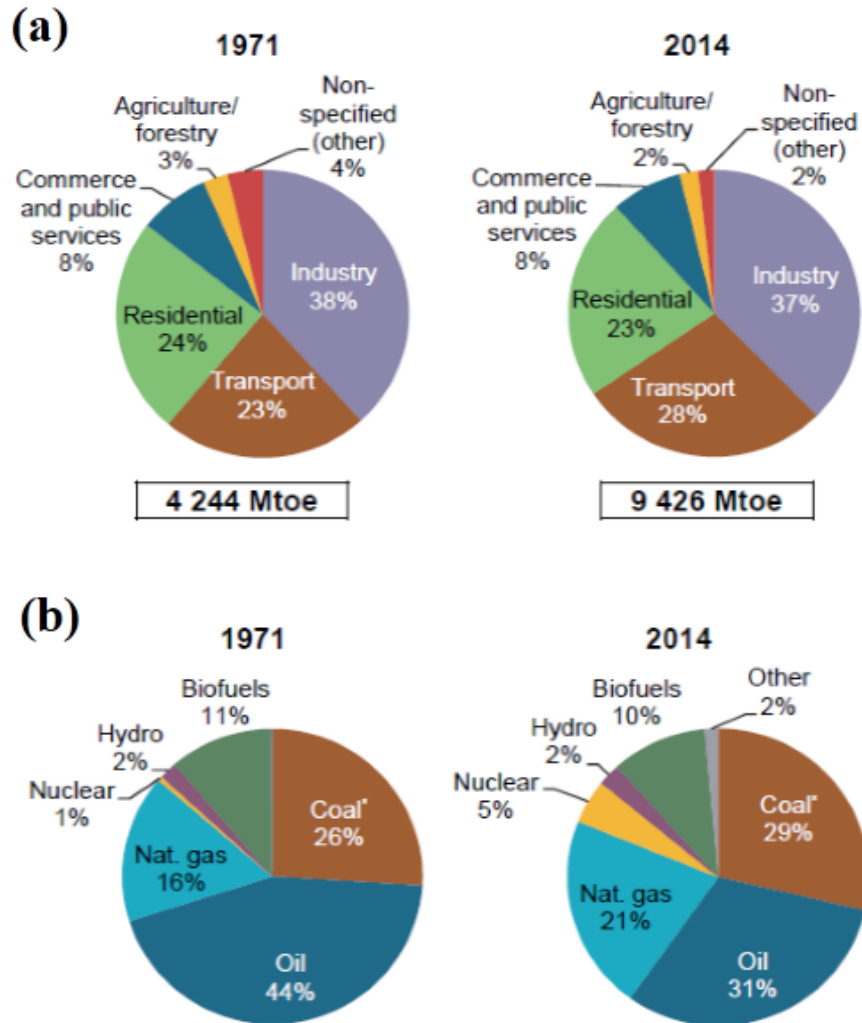 (a)
1971
Agriculture/
forestry
3%
Non-
specified
(other)
4%
Commerce
and public
services
8%
Industry
38%
Residential
24%
Transport
23%
4 244 Mtoe
2014
Agriculture/
forestry
2%
Non-
specified
(other)
2%
Commerce
and public
services
8%
Industry
37%
Residential
23%
Transport
28%
9 426 Mtoe
(b)
1971
Biofuels
11%
Hydro
2%
Nuclear
1%
Coal*
26%
Nat. gas
16%
Oil
44%
2014
Other
2%
Biofuels
10%
Hydro
2%
Nuclear
5%
Coal*
29%
Nat. gas
21%
Oil
31%